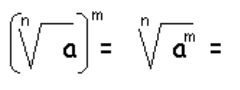 (ⁿ√a)ᵐ = ⁿ√aᵐ =